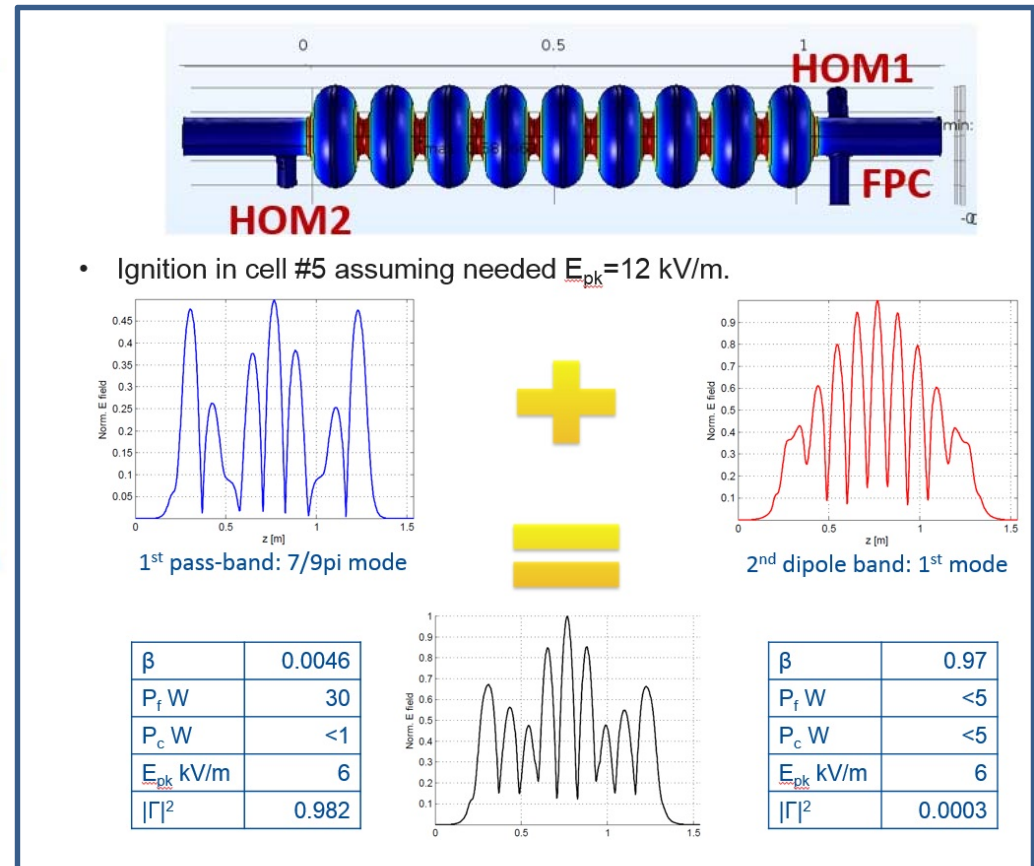 0 0.5 1
HOM1
min:
FPC
HOM2
• Ignition in cell #5 assuming needed Epk=12 kV/m.
0.45
0.4
0.35
0.3
0.25
0.2
0.15
0.1
0.05
Norm. E field
0 0.5 1 1.5
z [m]
1st pass-band: 7/9pi mode
0.9
0.8
0.7
0.6
0.5
0.4
0.3
0.2
0.1
Norm. E field
0 0.5 1 1.5
z [m]
2nd dipole band: 1st mode
β 0.0046
Pf W 30
Pc W <1
Epk kV/m 6
|Γ|² 0.982
1
0.9
0.8
0.7
0.6
0.5
0.4
0.3
0.2
0.1
Norm. E field
0 0.5 1 1.5
β 0.97
Pf W <5
Pc W <5
Epk kV/m 6
|Γ|² 0.0003